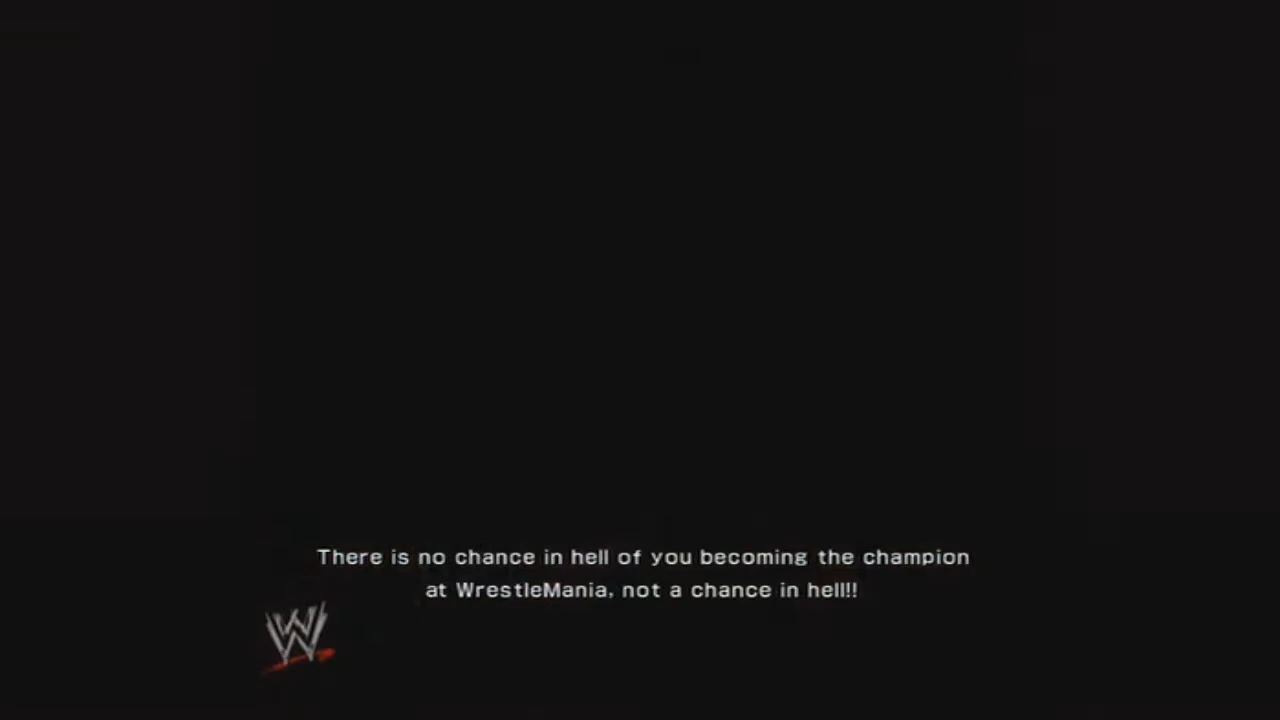 There is no chance in hell of you becoming the champion
at WrestleMania, not a chance in hell!!
W